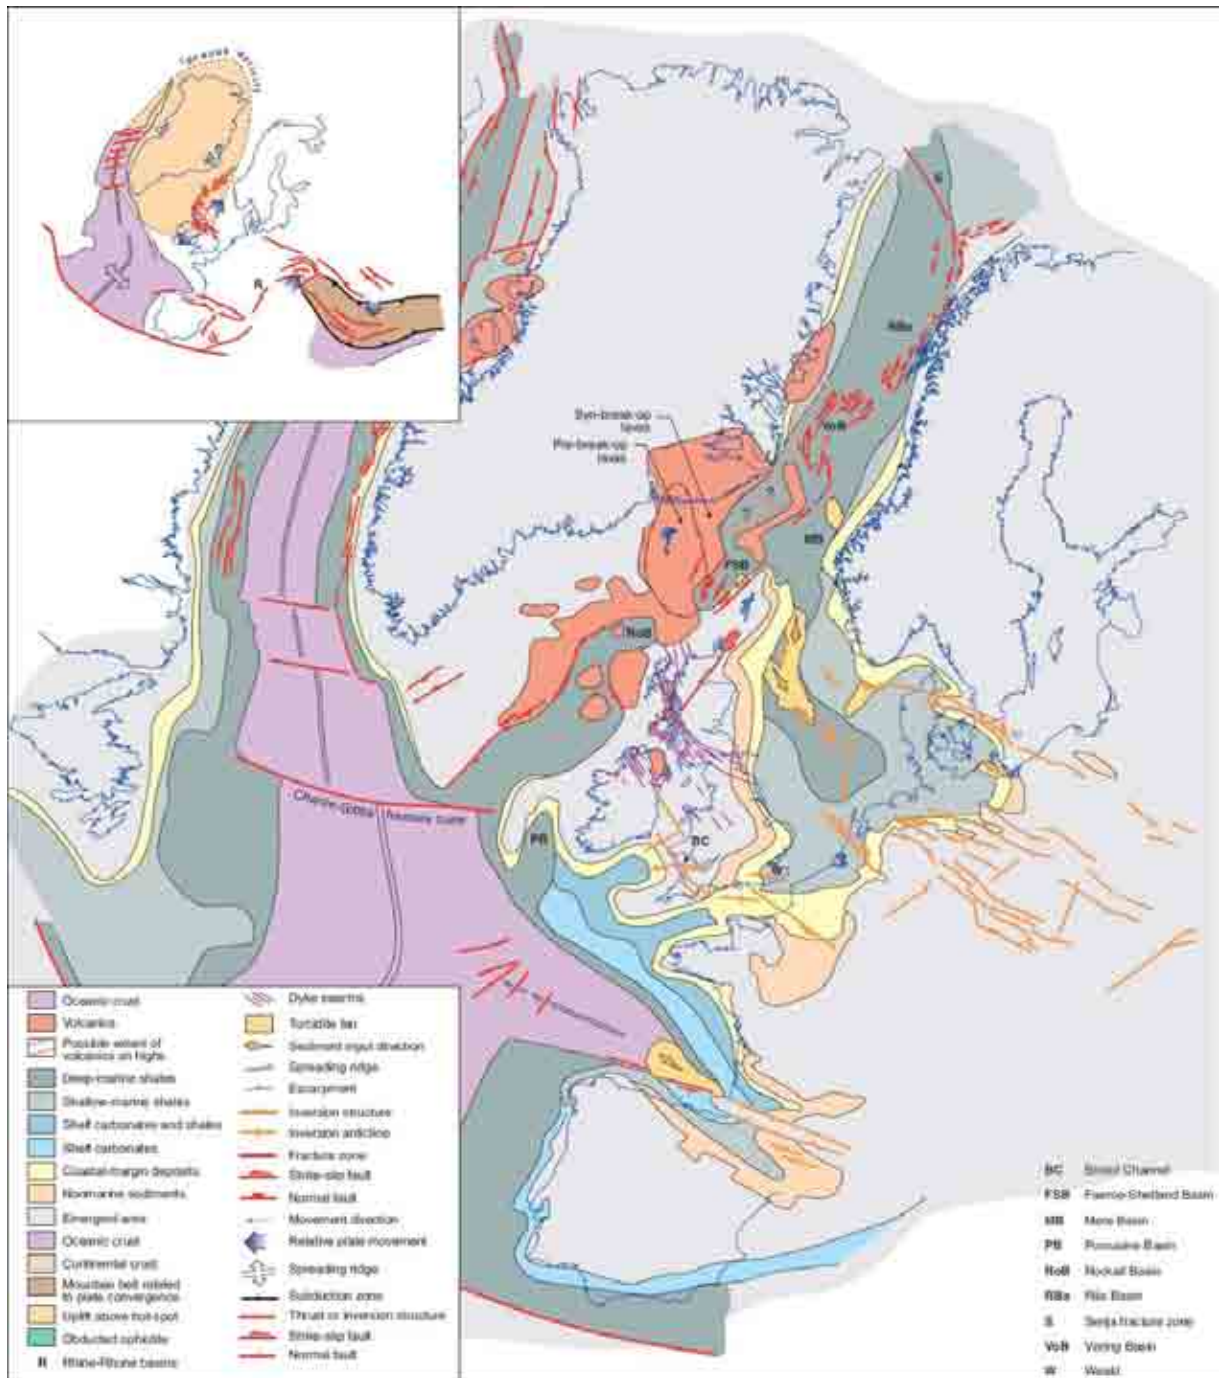 Igneous activity
R
S
RBa
Syn-break-up
lavas
VoB
Pre-break-up
lavas
?
?
MB
FSB
RoB
Charlie-Gibbs fracture zone
PB
BC
W
Oceanic crust
Volcanics
Possible extent of
volcanics on highs
Deep-marine shales
Shallow-marine shales
Shelf carbonates and shales
Shelf carbonates
Coastal-margin deposits
Nonmarine sediments
Emergent area
Oceanic crust
Continental crust
Mountain belt related
to plate convergence
Uplift above hot-spot
Obducted ophiolite
R Rhine-Rhone basins
Dyke swarms
Turbidite fan
Sediment input direction
Spreading ridge
Escarpment
Inversion structure
Inversion anticline
Fracture zone
Strike-slip fault
Normal fault
Movement direction
Relative plate movement
Spreading ridge
Subduction zone
Thrust or inversion structure
Strike-slip fault
Normal fault
BC Bristol Channel
FSB Faeroe-Shetland Basin
MB Møre Basin
PB Porcupine Basin
RoB Rockall Basin
RBa Røs Basin
S Senja fracture zone
VoB Vøring Basin
W Weald